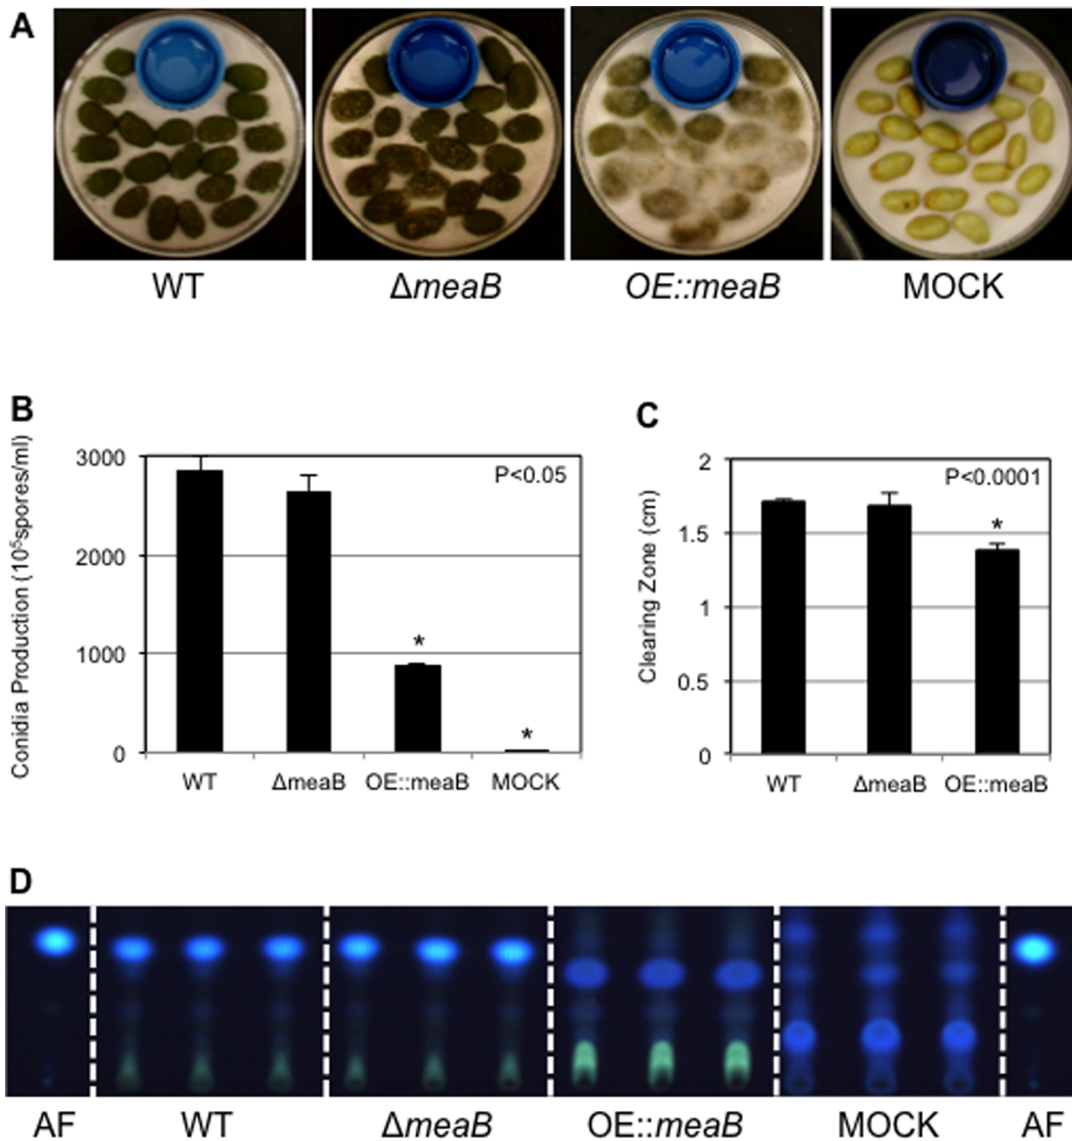 A
WT
ΔmeaB
OE::meaB
MOCK
B
Conidia Production (10⁵spores/ml)
3000
2000
1000
0
P<0.05
*
*
WT
ΔmeaB
OE::meaB
MOCK
C
Clearing Zone (cm)
2
1.5
1
0.5
0
P<0.0001
*
WT
ΔmeaB
OE::meaB
D
AF
WT
ΔmeaB
OE::meaB
MOCK
AF